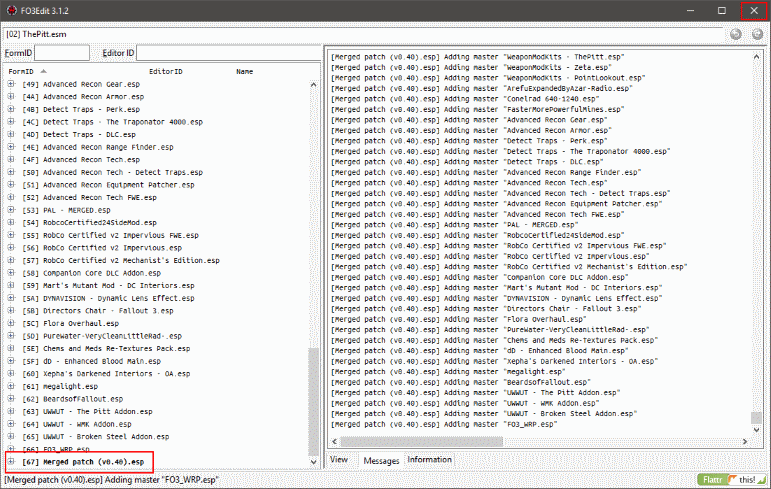 FO3Edit 3.1.2
[02] ThePitt.esm
FormID
Editor ID
FormID EditorID Name
[49] Advanced Recon Gear.esp
[4A] Advanced Recon Armor.esp
[4B] Detect Traps - Perk.esp
[4C] Detect Traps - The Traponator 4000.esp
[4D] Detect Traps - DLC.esp
[4E] Advanced Recon Range Finder.esp
[4F] Advanced Recon Tech.esp
[50] Advanced Recon Tech - Detect Traps.esp
[51] Advanced Recon Equipment Patcher.esp
[52] Advanced Recon Tech FWE.esp
[53] PAL - MERGED.esp
[54] RobcoCertified24SideMod.esp
[55] RobCo Certified v2 Impervious FWE.esp
[56] RobCo Certified v2 Impervious.esp
[57] RobCo Certified v2 Mechanist's Edition.esp
[58] Companion Core DLC Addon.esp
[59] Mart's Mutant Mod - DC Interiors.esp
[5A] DYNAVISION - Dynamic Lens Effect.esp
[5B] Directors Chair - Fallout 3.esp
[5C] Flora Overhaul.esp
[5D] PureWater-VeryCleanLittleRad-.esp
[5E] Chems and Meds Re-Textures Pack.esp
[5F] dD - Enhanced Blood Main.esp
[60] Xepha's Darkened Interiors - OA.esp
[61] megalight.esp
[62] BeardsofFallout.esp
[63] UWWUT - The Pitt Addon.esp
[64] UWWUT - WMK Addon.esp
[65] UWWUT - Broken Steel Addon.esp
[66] FO3_WRP.esp
[67] Merged patch (v0.40).esp
[Merged patch (v0.40).esp] Adding master "WeaponModKits - ThePitt.esp"
[Merged patch (v0.40).esp] Adding master "WeaponModKits - Zeta.esp"
[Merged patch (v0.40).esp] Adding master "WeaponModKits - PointLookout.esp"
[Merged patch (v0.40).esp] Adding master "ArefuExpandedByAzar-Radio.esp"
[Merged patch (v0.40).esp] Adding master "Conelrad 640-1240.esp"
[Merged patch (v0.40).esp] Adding master "FasterMorePowerfulMines.esp"
[Merged patch (v0.40).esp] Adding master "Advanced Recon Gear.esp"
[Merged patch (v0.40).esp] Adding master "Advanced Recon Armor.esp"
[Merged patch (v0.40).esp] Adding master "Detect Traps - Perk.esp"
[Merged patch (v0.40).esp] Adding master "Detect Traps - The Traponator 4000.esp"
[Merged patch (v0.40).esp] Adding master "Detect Traps - DLC.esp"
[Merged patch (v0.40).esp] Adding master "Advanced Recon Range Finder.esp"
[Merged patch (v0.40).esp] Adding master "Advanced Recon Tech.esp"
[Merged patch (v0.40).esp] Adding master "Advanced Recon Tech - Detect Traps.esp"
[Merged patch (v0.40).esp] Adding master "Advanced Recon Equipment Patcher.esp"
[Merged patch (v0.40).esp] Adding master "Advanced Recon Tech FWE.esp"
[Merged patch (v0.40).esp] Adding master "PAL - MERGED.esp"
[Merged patch (v0.40).esp] Adding master "RobcoCertified24SideMod.esp"
[Merged patch (v0.40).esp] Adding master "RobCo Certified v2 Impervious FWE.esp"
[Merged patch (v0.40).esp] Adding master "RobCo Certified v2 Impervious.esp"
[Merged patch (v0.40).esp] Adding master "RobCo Certified v2 Mechanist's Edition.esp"
[Merged patch (v0.40).esp] Adding master "Companion Core DLC Addon.esp"
[Merged patch (v0.40).esp] Adding master "Mart's Mutant Mod - DC Interiors.esp"
[Merged patch (v0.40).esp] Adding master "DYNAVISION - Dynamic Lens Effect.esp"
[Merged patch (v0.40).esp] Adding master "Directors Chair - Fallout 3.esp"
[Merged patch (v0.40).esp] Adding master "Flora Overhaul.esp"
[Merged patch (v0.40).esp] Adding master "PureWater-VeryCleanLittleRad-.esp"
[Merged patch (v0.40).esp] Adding master "Chems and Meds Re-Textures Pack.esp"
[Merged patch (v0.40).esp] Adding master "dD - Enhanced Blood Main.esp"
[Merged patch (v0.40).esp] Adding master "Xepha's Darkened Interiors - OA.esp"
[Merged patch (v0.40).esp] Adding master "megalight.esp"
[Merged patch (v0.40).esp] Adding master "BeardsofFallout.esp"
[Merged patch (v0.40).esp] Adding master "UWWUT - The Pitt Addon.esp"
[Merged patch (v0.40).esp] Adding master "UWWUT - WMK Addon.esp"
[Merged patch (v0.40).esp] Adding master "UWWUT - Broken Steel Addon.esp"
[Merged patch (v0.40).esp] Adding master "FO3_WRP.esp"
View Messages Information
[Merged patch (v0.40).esp] Adding master "FO3_WRP.esp"
Flattr this!